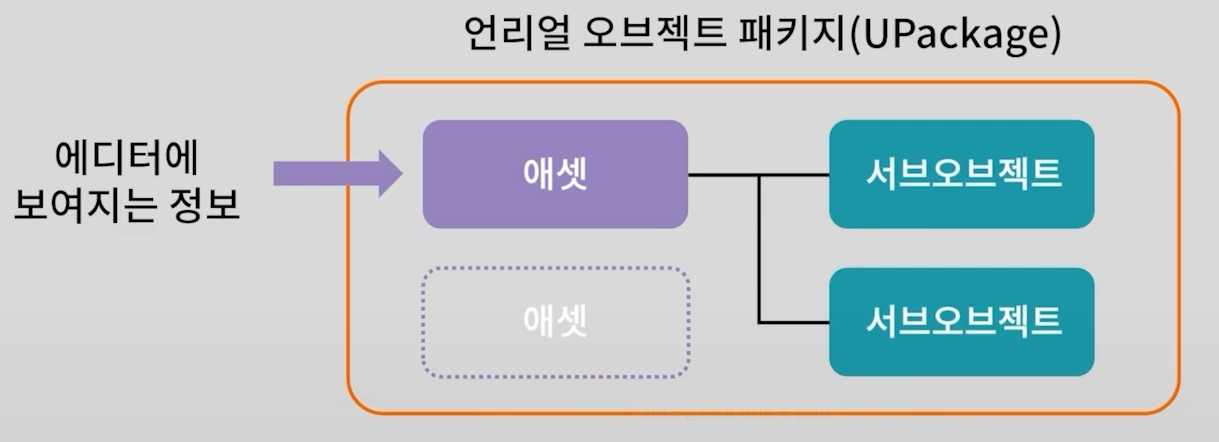 언리얼 오브젝트 패키지(UPackage)
에디터에
보여지는 정보
애셋
서브오브젝트
애셋
서브오브젝트